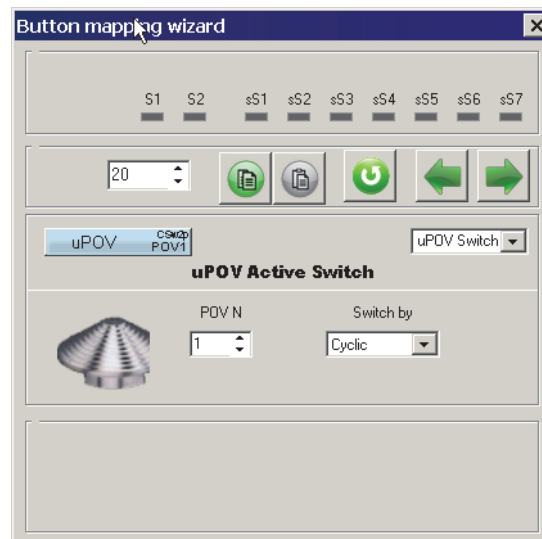 Button mapping wizard
S1 S2 sS1 sS2 sS3 sS4 sS5 sS6 sS7
20
uPOV
POV1
uPOV Switch
uPOV Active Switch
POV N Switch by
1 Cyclic